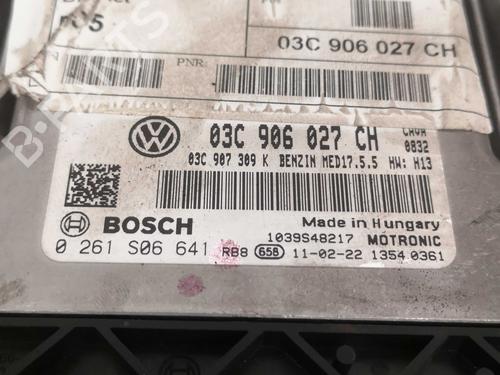 03C 906 027 CH
PNR
03C 906 027 CH
0832
03C 907 309 K BENZIN MED17.5.5 HW: H13
BOSCH
Made in Hungary
1039S48217 MOTRONIC
0 261 S06 641 RB8 658 11-02-22 1354 0361
B-Parts